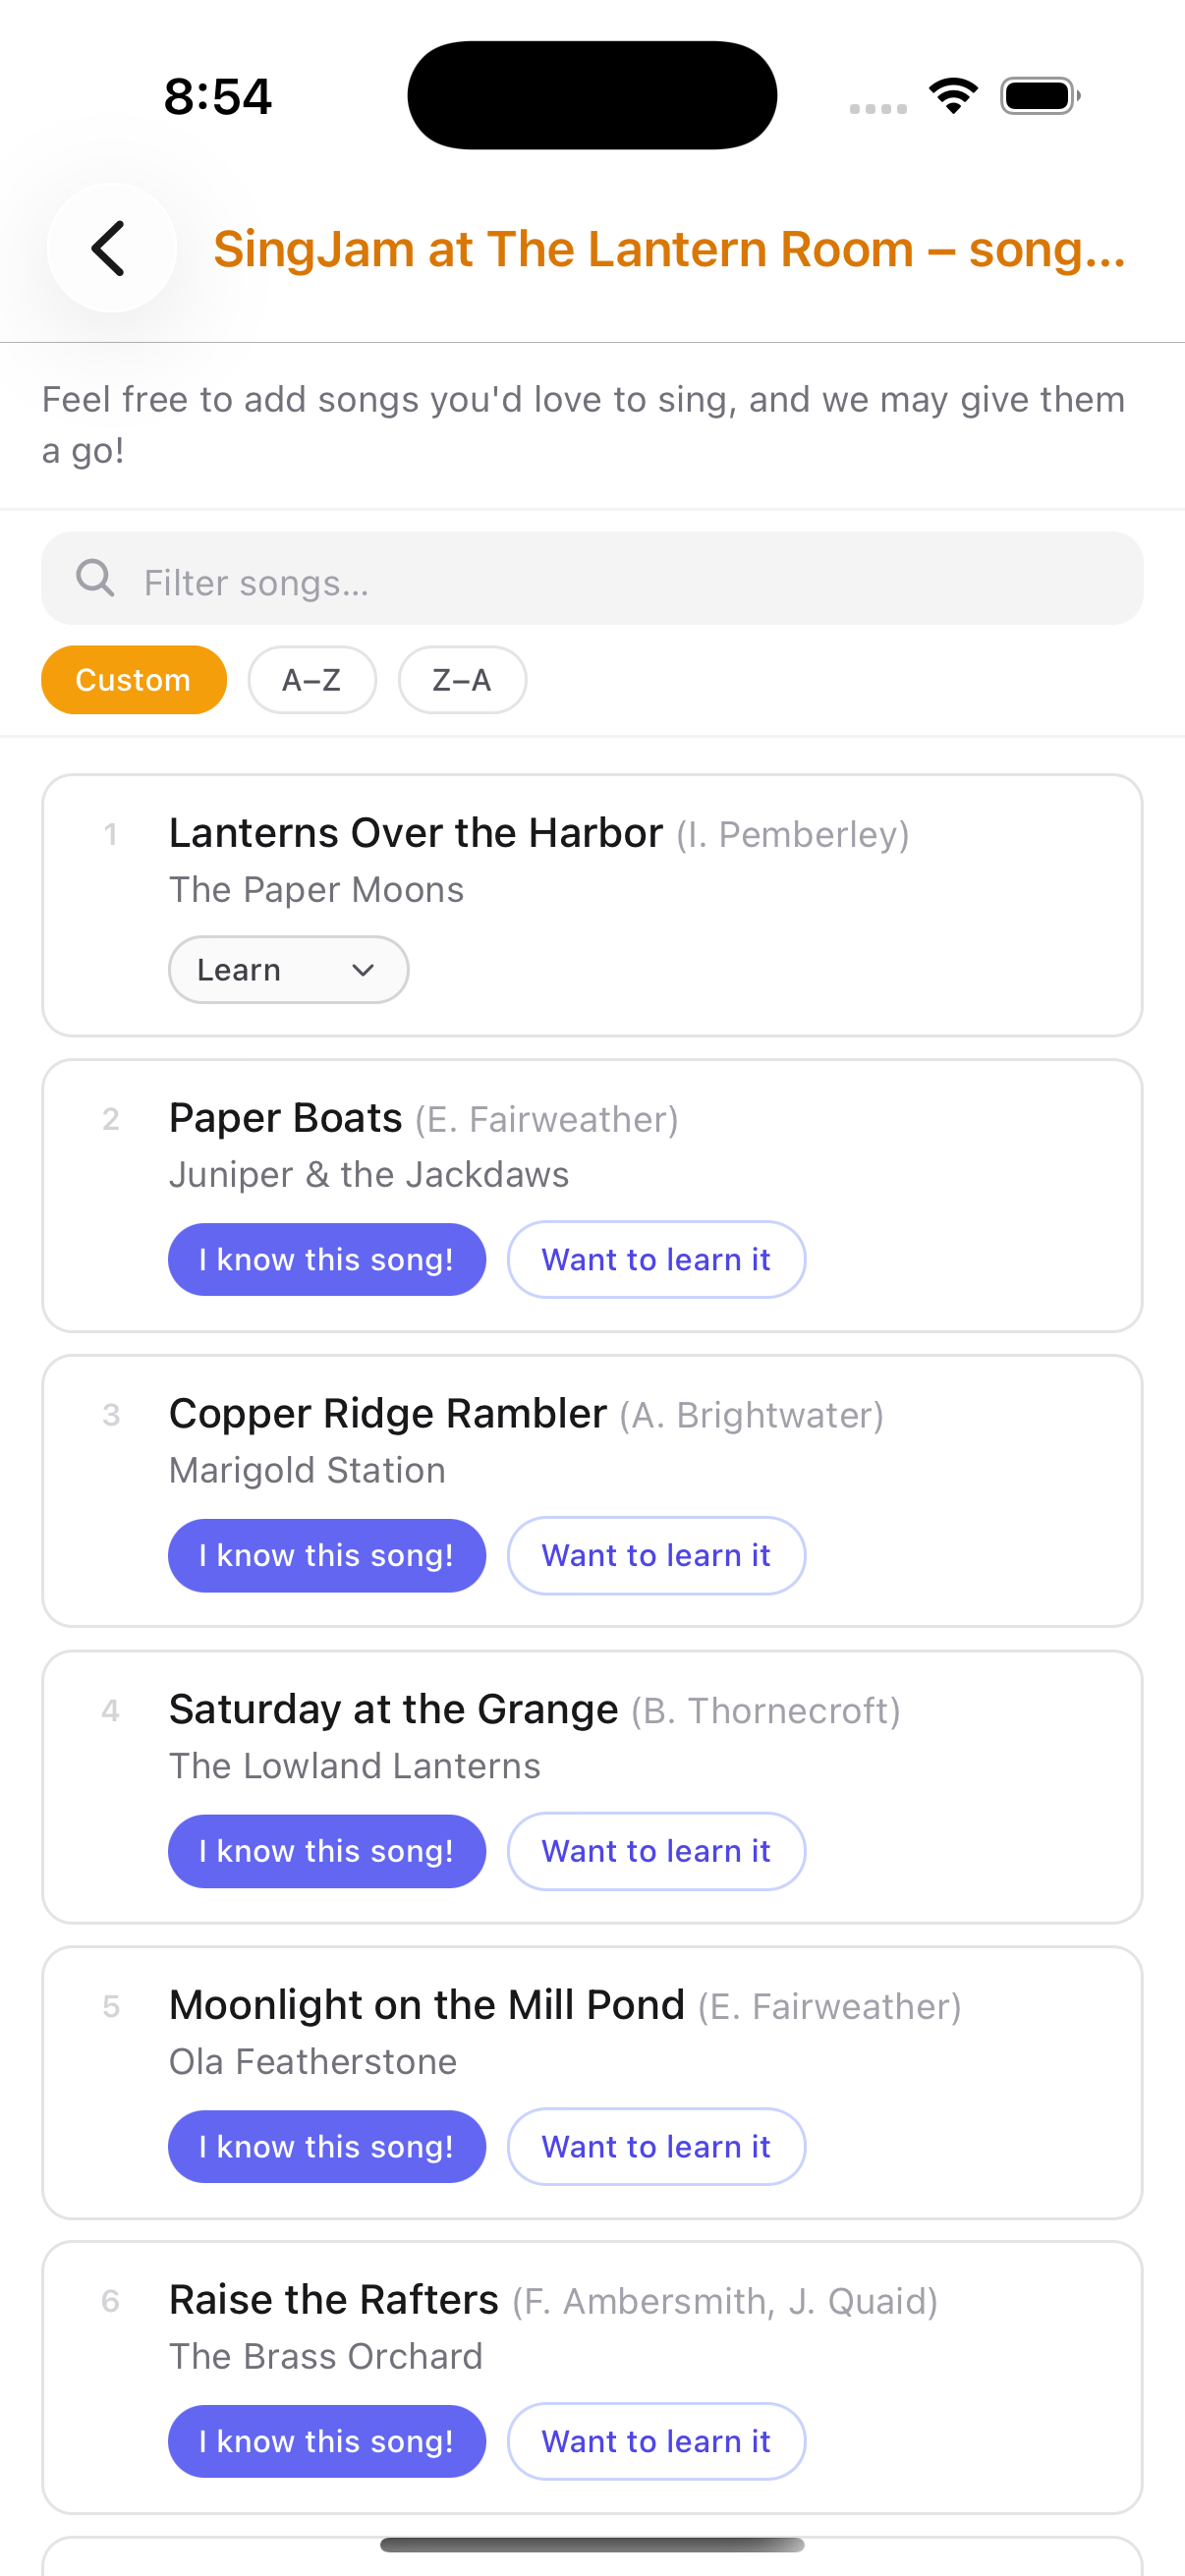 8:54
SingJam at The Lantern Room – song...
Feel free to add songs you'd love to sing, and we may give them
a go!
Filter songs...
Custom
A–Z
Z–A
1
Lanterns Over the Harbor (I. Pemberley)
The Paper Moons
Learn
2
Paper Boats (E. Fairweather)
Juniper & the Jackdaws
I know this song!
Want to learn it
3
Copper Ridge Rambler (A. Brightwater)
Marigold Station
I know this song!
Want to learn it
4
Saturday at the Grange (B. Thornecroft)
The Lowland Lanterns
I know this song!
Want to learn it
5
Moonlight on the Mill Pond (E. Fairweather)
Ola Featherstone
I know this song!
Want to learn it
6
Raise the Rafters (F. Ambersmith, J. Quaid)
The Brass Orchard
I know this song!
Want to learn it